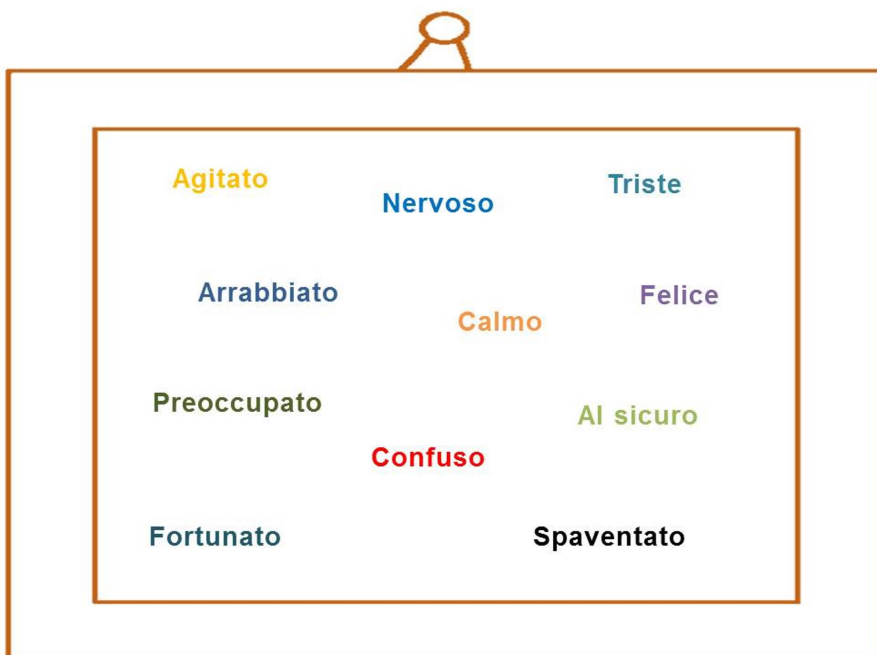 Agitato
Nervoso
Triste
Arrabbiato
Calmo
Felice
Preoccupato
Al sicuro
Confuso
Fortunato
Spaventato